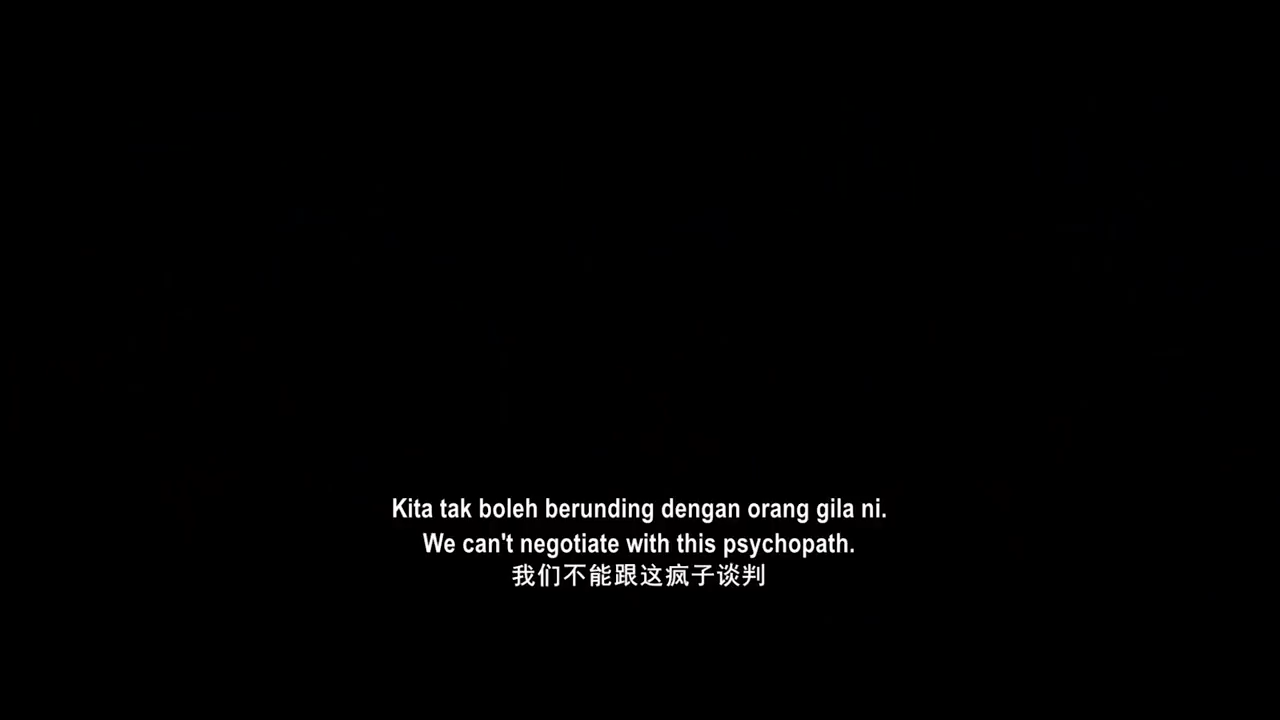 Kita tak boleh berunding dengan orang gila ni.
We can't negotiate with this psychopath.
我们不能跟这疯子谈判